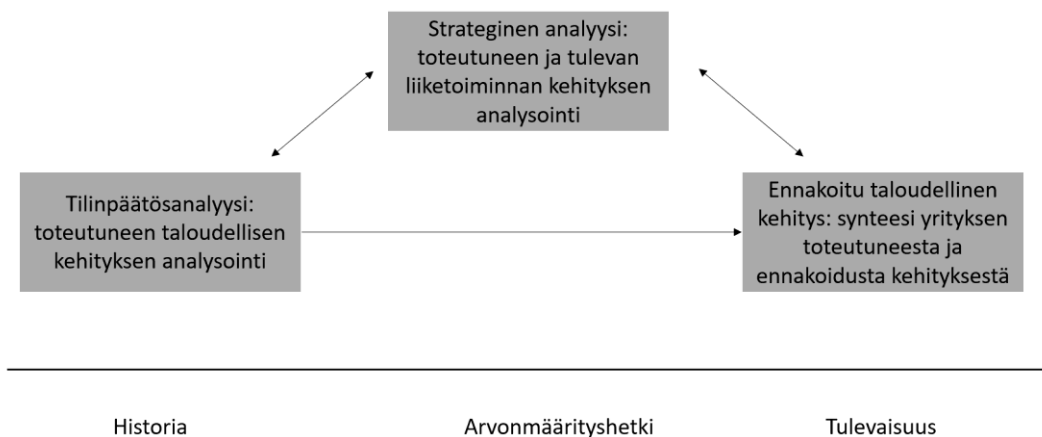 Strateginen analyysi:
toteutuneen ja tulevan
liiketoiminnan kehityksen
analysointi
Tilinpäätösanalyysi:
toteutuneen taloudellisen
kehityksen analysointi
Ennakoitu taloudellinen
kehitys: synteesi yrityksen
toteutuneesta ja
ennakoidusta kehityksestä
Historia
Arvonmäärityshetki
Tulevaisuus